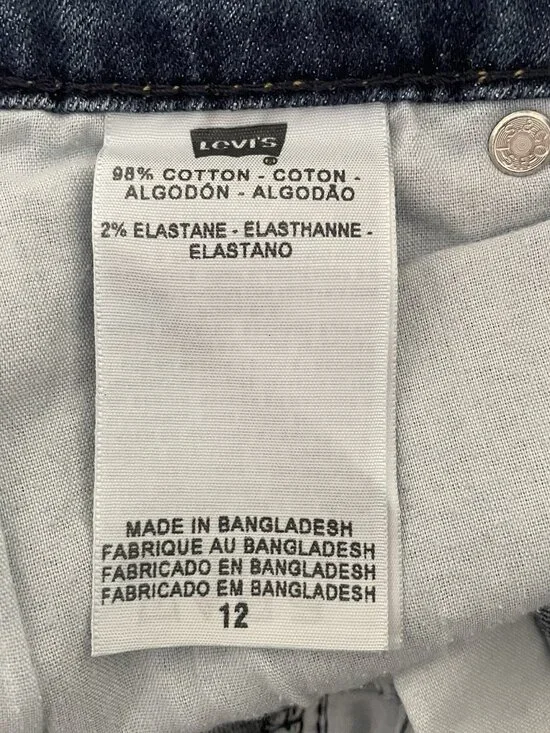 LEVI'S
98% COTTON - COTON -
ALGODÓN - ALGODÃO
2% ELASTANE - ÉLASTHANNE -
ELASTANO
MADE IN BANGLADESH
FABRIQUE AU BANGLADESH
FABRICADO EN BANGLADESH
FABRICADO EM BANGLADESH
12